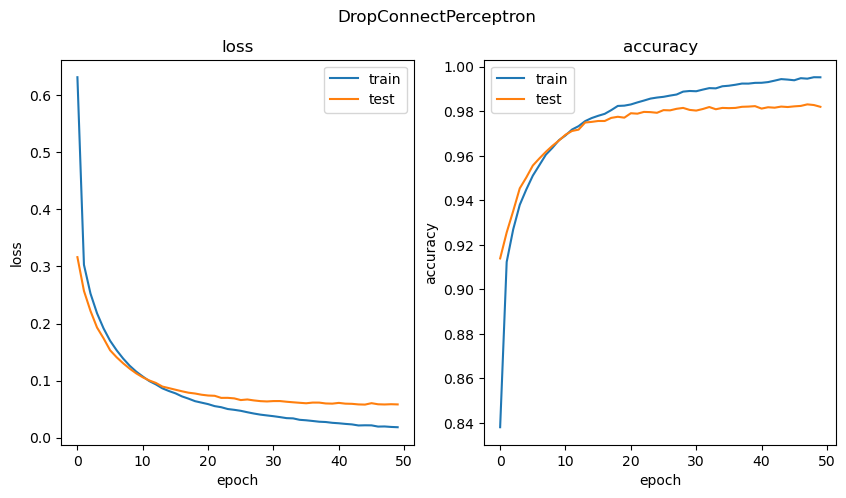 DropConnectPerceptron
loss
train
test
0.6
0.5
0.4
0.3
0.2
0.1
0.0
loss
0 10 20 30 40 50
epoch
accuracy
train
test
1.00
0.98
0.96
0.94
0.92
0.90
0.88
0.86
0.84
accuracy
0 10 20 30 40 50
epoch